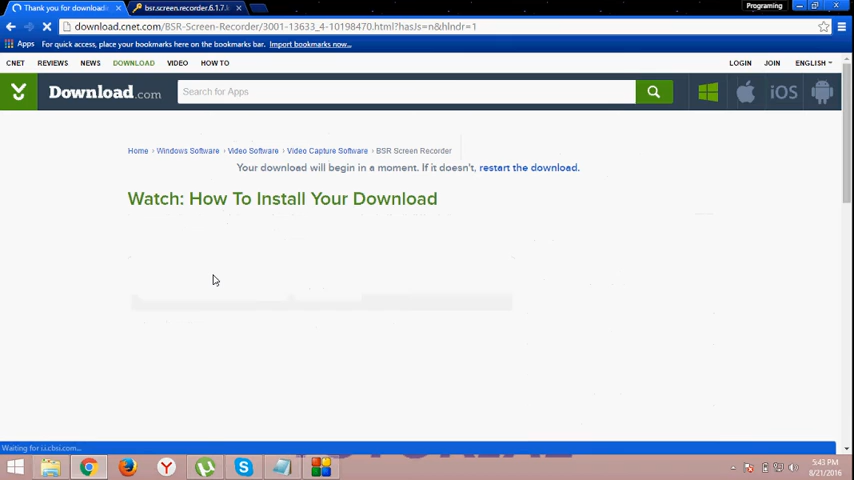 Thank you for download
bsr.screen.recorder.6.1.7.
Programing
download.cnet.com/BSR-Screen-Recorder/3001-13633_4-10198470.html?hasJs=n&hlndr=1
Apps For quick access, place your bookmarks here on the bookmarks bar. Import bookmarks now...
CNET REVIEWS NEWS DOWNLOAD VIDEO HOW TO LOGIN JOIN ENGLISH
Download.com Search for Apps iOS
Home › Windows Software › Video Software › Video Capture Software › BSR Screen Recorder
Your download will begin in a moment. If it doesn't, restart the download.
Watch: How To Install Your Download
Waiting for i.i.cbsi.com...
5:43 PM
8/21/2016